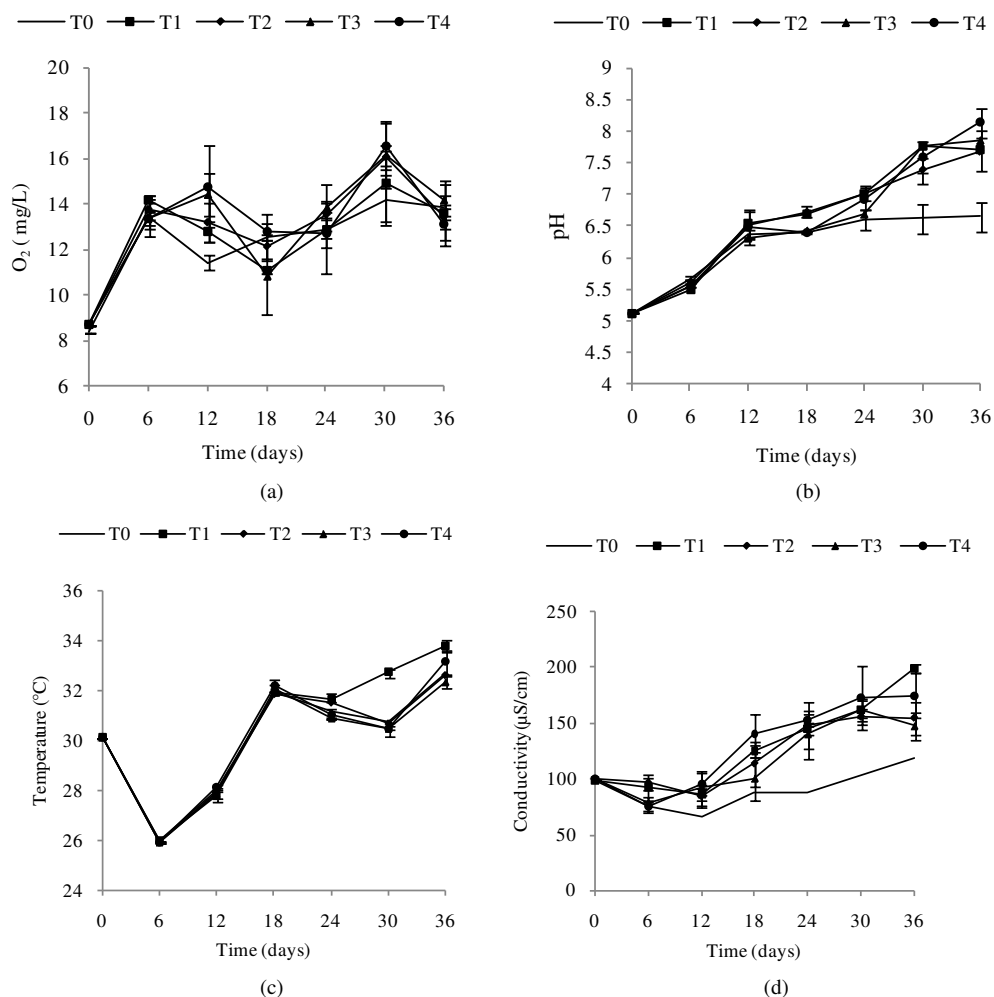 T0 T1 T2 T3 T4
20
18
16
14
12
10
8
6
O₂ ( mg/L)
0 6 12 18 24 30 36
Time (days)
(a)
T0 T1 T2 T3 T4
9
8.5
8
7.5
7
6.5
6
5.5
5
4.5
4
pH
0 6 12 18 24 30 36
Time (days)
(b)
T0 T1 T2 T3 T4
36
34
32
30
28
26
24
Temperature (°C)
0 6 12 18 24 30 36
Time (days)
(c)
T0 T1 T2 T3 T4
250
200
150
100
50
0
Conductivity (µS/cm)
0 6 12 18 24 30 36
Time (days)
(d)